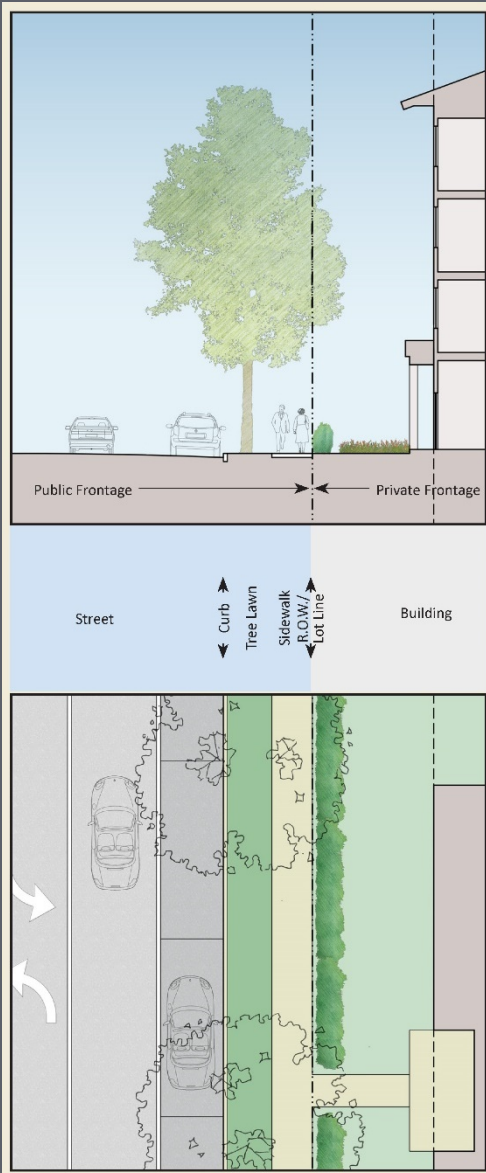 Public Frontage
Private Frontage
Street
Curb
Tree Lawn
Sidewalk
R.O.W./
Lot Line
Building